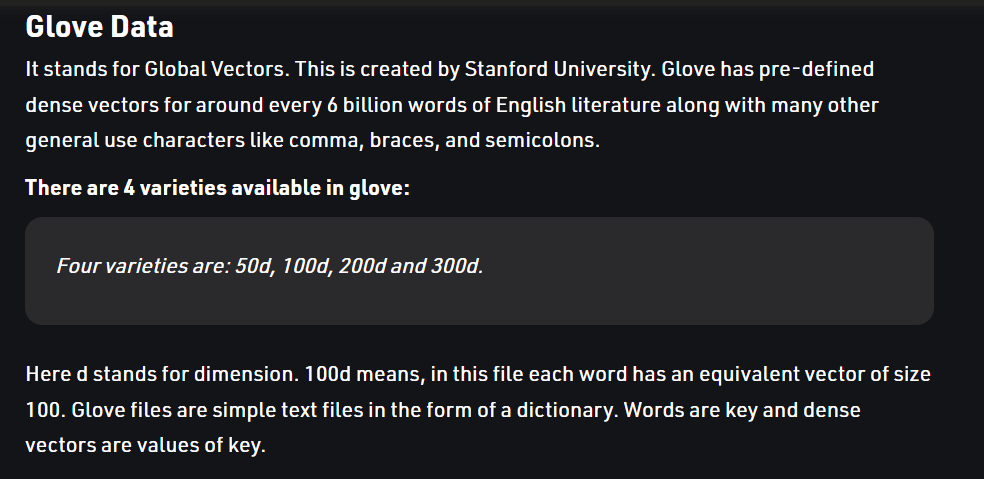 Glove Data
It stands for Global Vectors. This is created by Stanford University. Glove has pre-defined
dense vectors for around every 6 billion words of English literature along with many other
general use characters like comma, braces, and semicolons.
There are 4 varieties available in glove:
Four varieties are: 50d, 100d, 200d and 300d.
Here d stands for dimension. 100d means, in this file each word has an equivalent vector of size
100. Glove files are simple text files in the form of a dictionary. Words are key and dense
vectors are values of key.